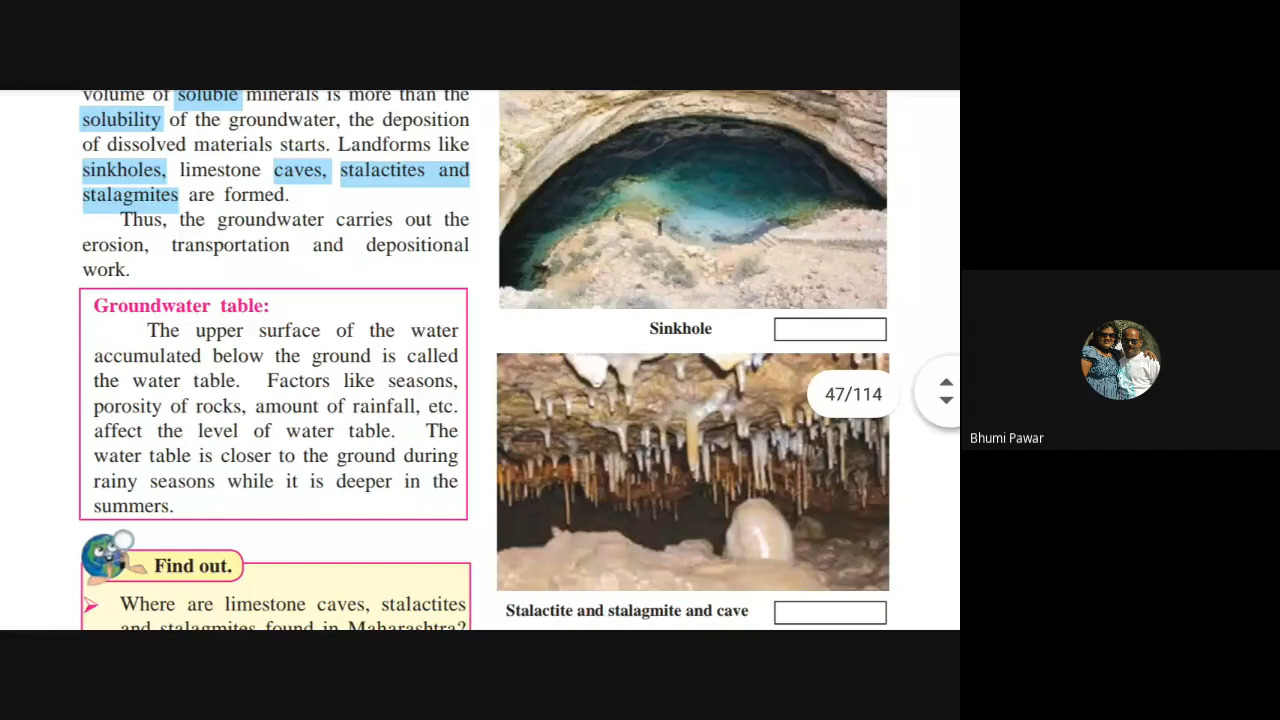 volume of soluble minerals is more than the
solubility of the groundwater, the deposition
of dissolved materials starts. Landforms like
sinkholes, limestone caves, stalactites and
stalagmites are formed.
Thus, the groundwater carries out the
erosion, transportation and depositional
work.
Groundwater table:
The upper surface of the water
accumulated below the ground is called
the water table. Factors like seasons,
porosity of rocks, amount of rainfall, etc.
affect the level of water table. The
water table is closer to the ground during
rainy seasons while it is deeper in the
summers.
Find out.
Where are limestone caves, stalactites
and stalagmites found in Maharashtra?
Sinkhole
47/114
Stalactite and stalagmite and cave
Bhumi Pawar